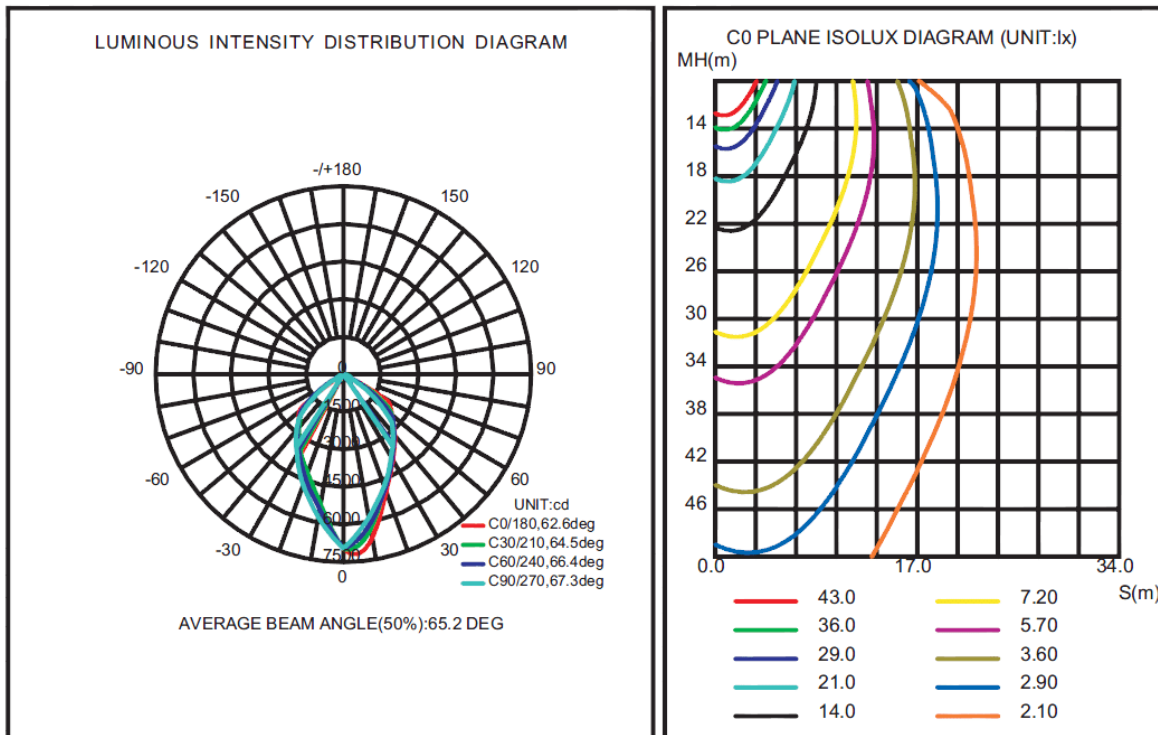 LUMINOUS INTENSITY DISTRIBUTION DIAGRAM
-/+180
-150 150
-120 120
-90 90
-60 60
-30 30
0
1500
3000
4500
6000
7500
0
UNIT:cd
C0/180,62.6deg
C30/210,64.5deg
C60/240,66.4deg
C90/270,67.3deg
AVERAGE BEAM ANGLE(50%):65.2 DEG
C0 PLANE ISOLUX DIAGRAM (UNIT:lx)
MH(m)
14
18
22
26
30
34
38
42
46
0.0 17.0 34.0
S(m)
43.0 7.20
36.0 5.70
29.0 3.60
21.0 2.90
14.0 2.10